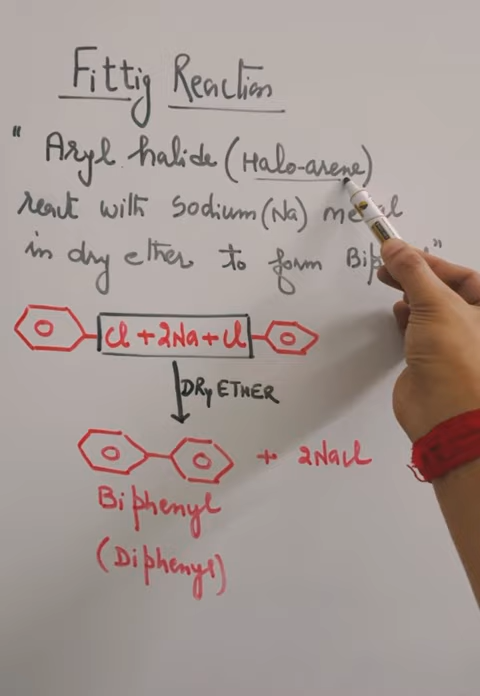 Fittig Reaction
" Aryl halide (Halo-arene)
react with Sodium (Na) metal
in dry ether to form "
Cl + 2Na + Cl
DRY ETHER
+ 2NaCl
Biphenyl
(Diphenyl)